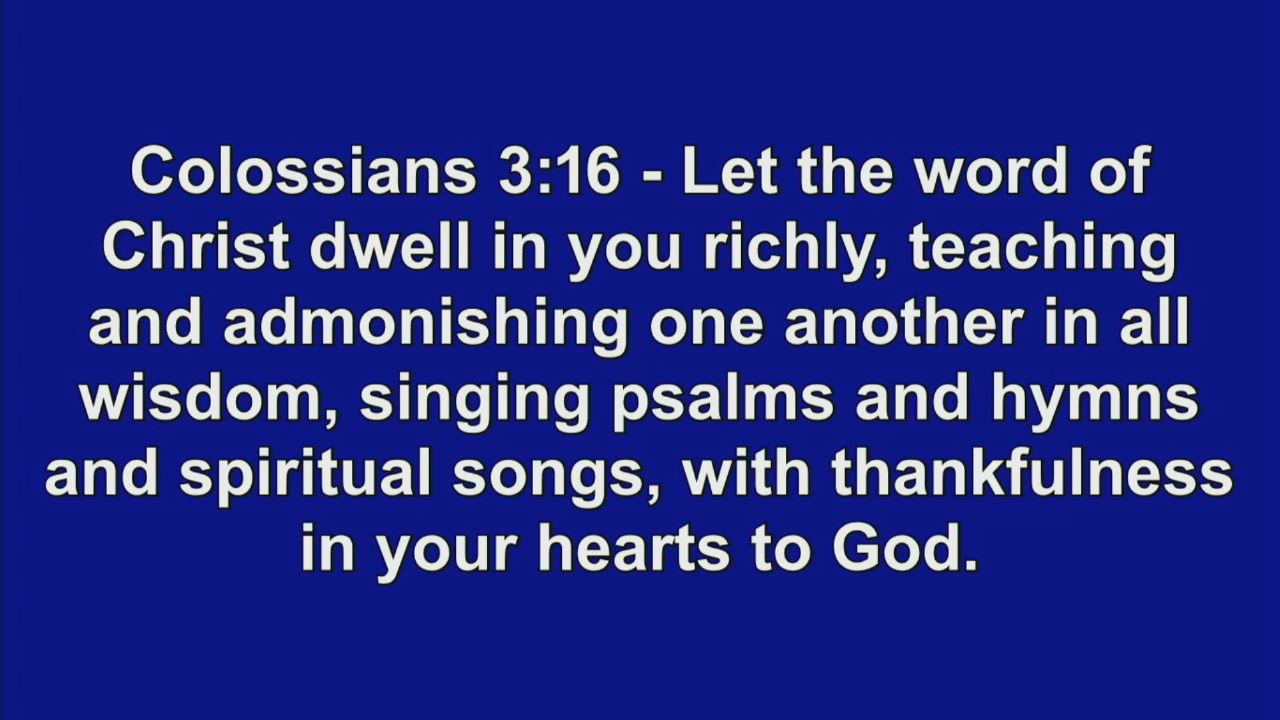 Colossians 3:16 - Let the word of
Christ dwell in you richly, teaching
and admonishing one another in all
wisdom, singing psalms and hymns
and spiritual songs, with thankfulness
in your hearts to God.